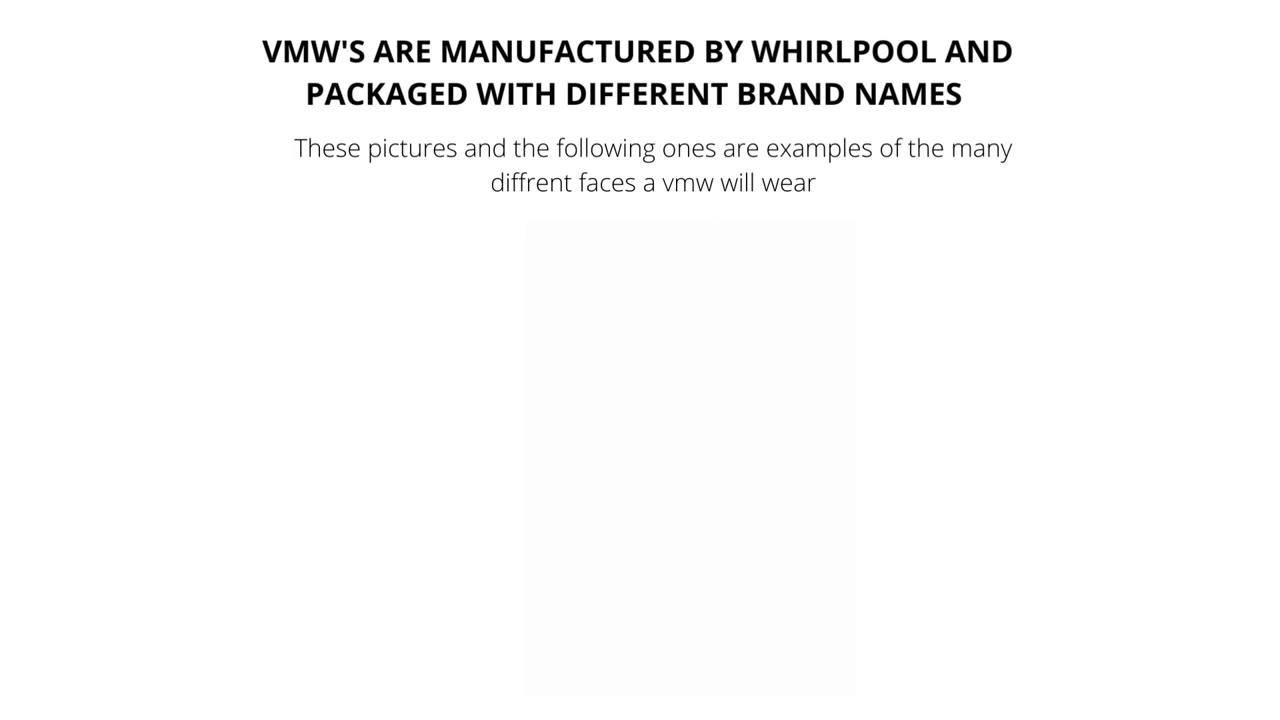 VMW'S ARE MANUFACTURED BY WHIRLPOOL AND
PACKAGED WITH DIFFERENT BRAND NAMES
These pictures and the following ones are examples of the many
diffrent faces a vmw will wear